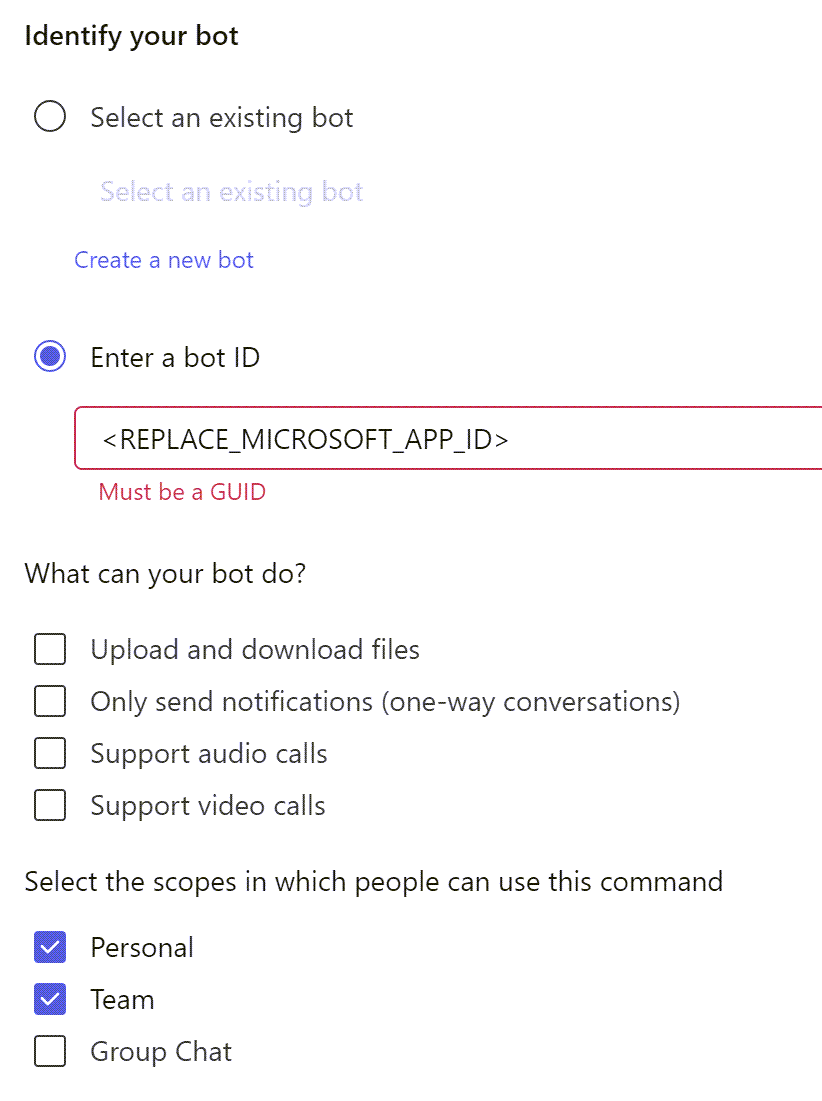 Identify your bot
Select an existing bot
Select an existing bot
Create a new bot
Enter a bot ID
<REPLACE_MICROSOFT_APP_ID>
Must be a GUID
What can your bot do?
Upload and download files
Only send notifications (one-way conversations)
Support audio calls
Support video calls
Select the scopes in which people can use this command
Personal
Team
Group Chat